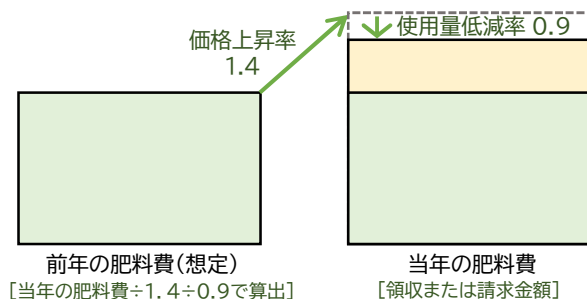 使用量低減率 0.9
価格上昇率
1.4
前年の肥料費(想定)
[当年の肥料費÷1.4÷0.9で算出]
当年の肥料費
[領収または請求金額]